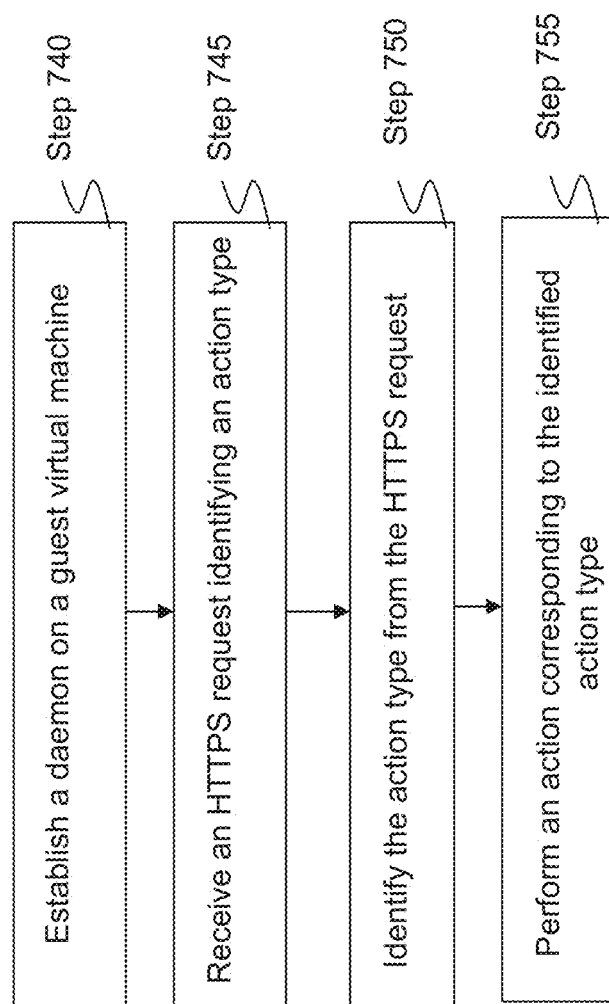 Establish a daemon on a guest virtual machine
Step 740
Receive an HTTPS request identifying an action type
Step 745
Identify the action type from the HTTPS request
Step 750
Perform an action corresponding to the identified
action type
Step 755